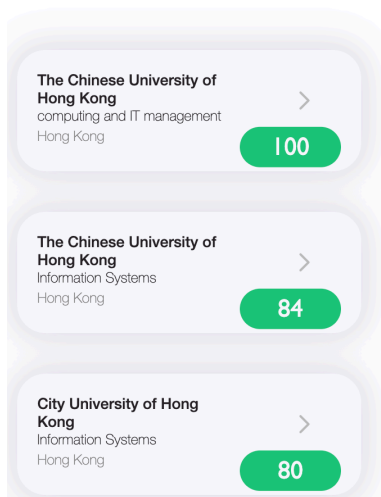 The Chinese University of
Hong Kong
computing and IT management
Hong Kong
100
The Chinese University of
Hong Kong
Information Systems
Hong Kong
84
City University of Hong
Kong
Information Systems
Hong Kong
80